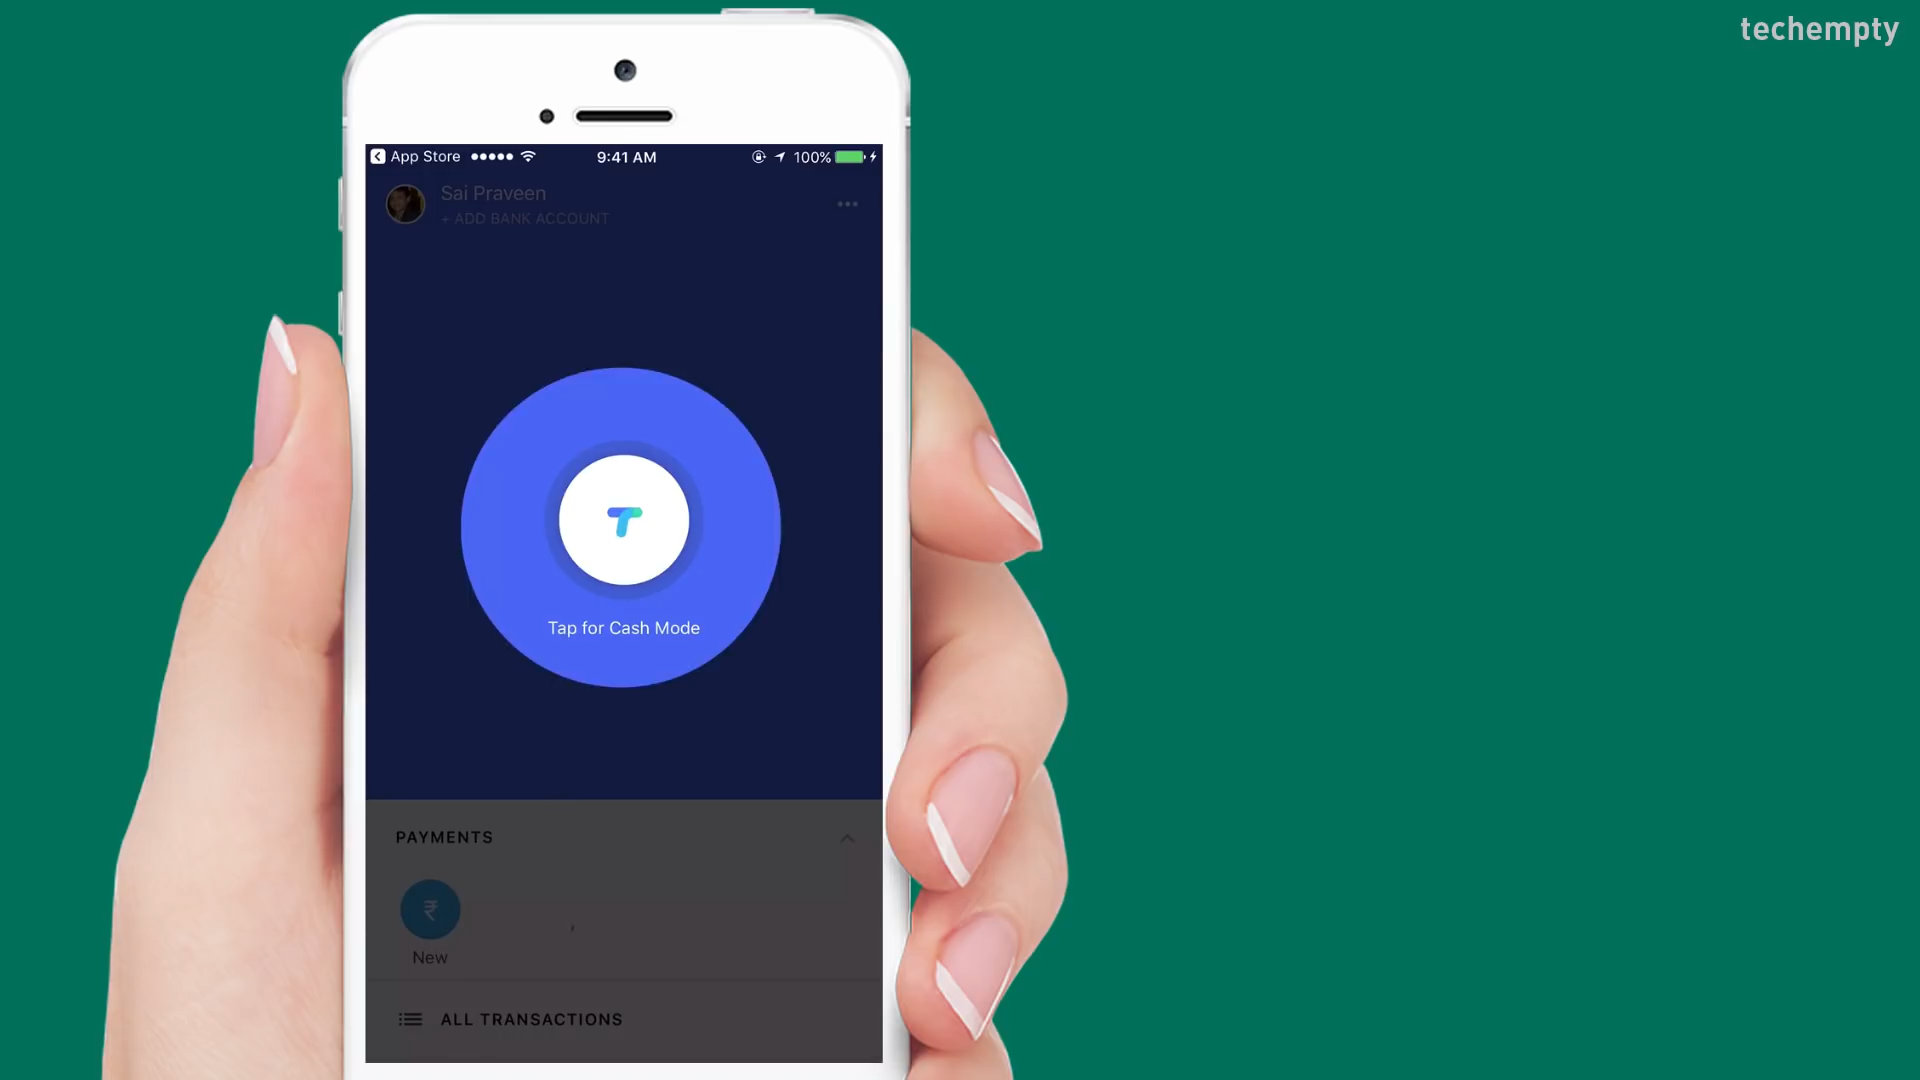 techempty
App Store
9:41 AM
100%
Sai Praveen
+ ADD BANK ACCOUNT
Tap for Cash Mode
PAYMENTS
₹
New
ALL TRANSACTIONS